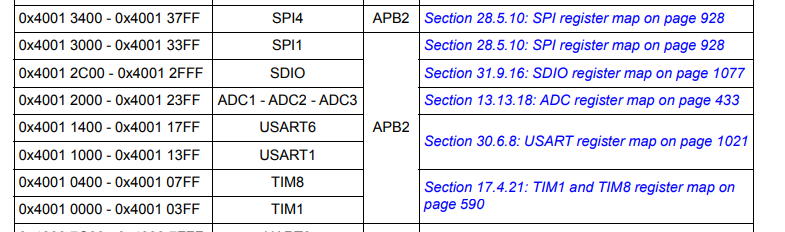 0x4001 3400 - 0x4001 37FF SPI4 APB2 Section 28.5.10: SPI register map on page 928
0x4001 3000 - 0x4001 33FF SPI1 Section 28.5.10: SPI register map on page 928
0x4001 2C00 - 0x4001 2FFF SDIO Section 31.9.16: SDIO register map on page 1077
0x4001 2000 - 0x4001 23FF ADC1 - ADC2 - ADC3 Section 13.13.18: ADC register map on page 433
0x4001 1400 - 0x4001 17FF USART6 APB2 Section 30.6.8: USART register map on page 1021
0x4001 1000 - 0x4001 13FF USART1
0x4001 0400 - 0x4001 07FF TIM8 Section 17.4.21: TIM1 and TIM8 register map on
0x4001 0000 - 0x4001 03FF TIM1 page 590